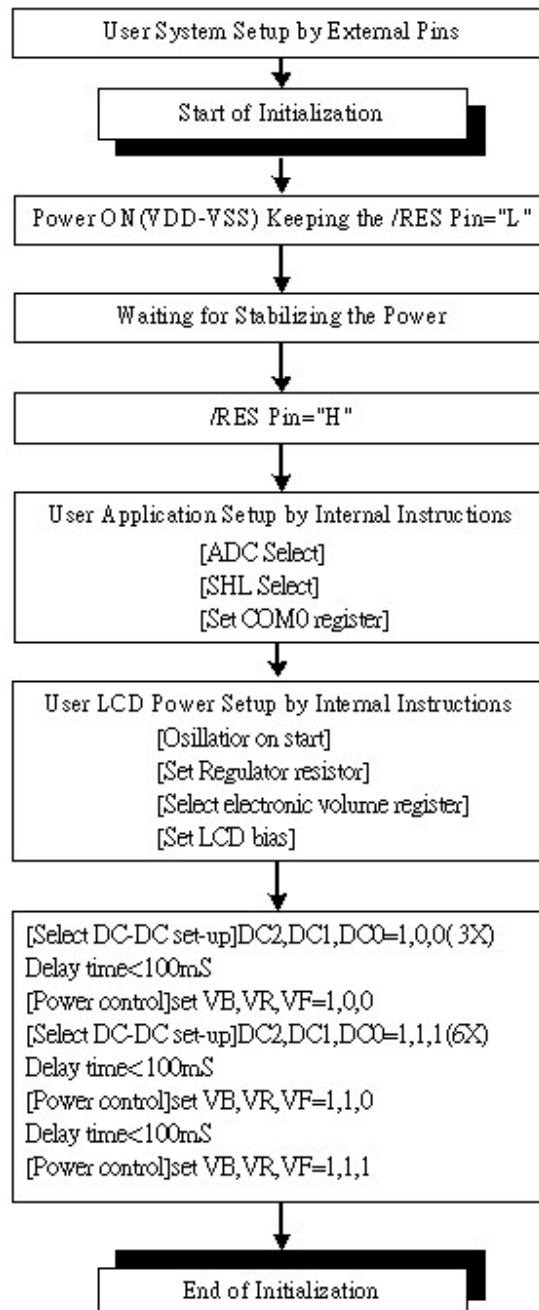 User System Setup by External Pins
Start of Initialization
Power ON(VDD-VSS) Keeping the /RES Pin="L"
Waiting for Stabilizing the Power
/RES Pin="H"
User Application Setup by Internal Instructions
[ADC Select]
[SHL Select]
[Set COM0 register]
User LCD Power Setup by Internal Instructions
[Osillatior on start]
[Set Regulator resistor]
[Select electronic volume register]
[Set LCD bias]
[Select DC-DC set-up]DC2,DC1,DC0=1,0,0( 3X)
Delay time<100mS
[Power control]set VB,VR,VF=1,0,0
[Select DC-DC set-up]DC2,DC1,DC0=1,1,1(6X)
Delay time<100mS
[Power control]set VB,VR,VF=1,1,0
Delay time<100mS
[Power control]set VB,VR,VF=1,1,1
End of Initialization